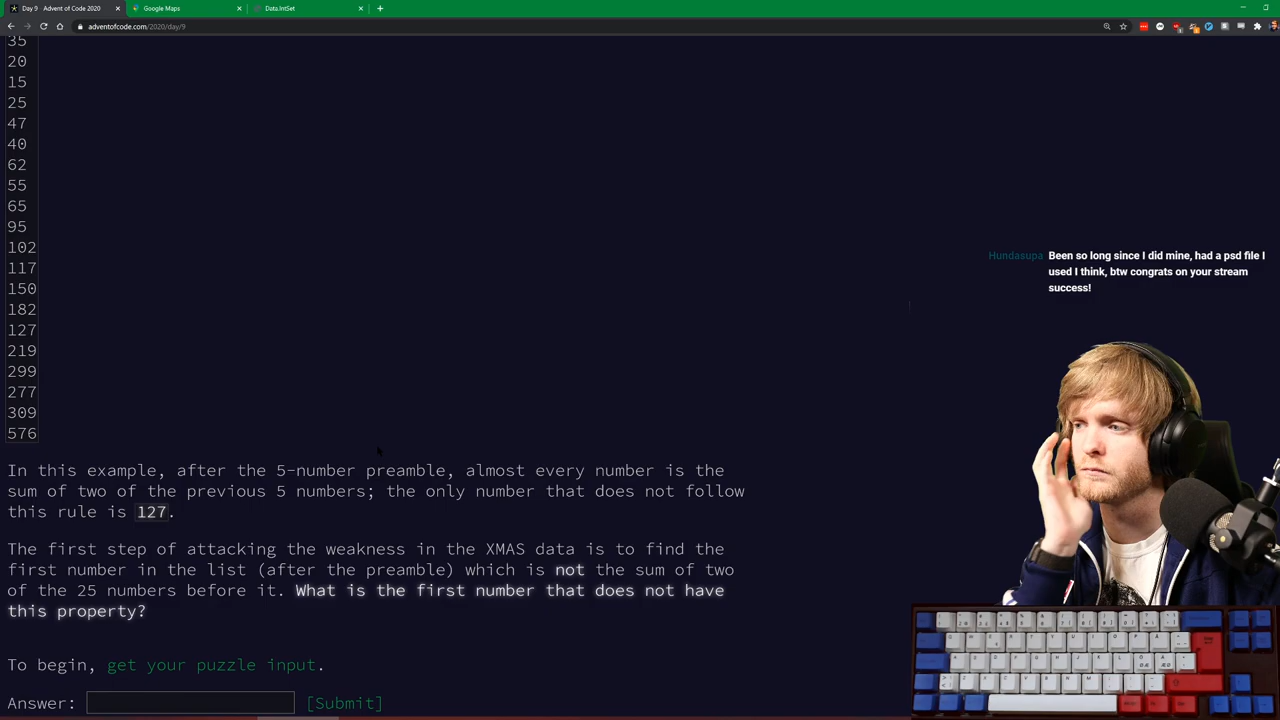 Day 9 - Advent of Code 2020
Google Maps
Data.IntSet
adventofcode.com/2020/day/9
35
20
15
25
47
40
62
55
65
95
102
117
150
182
127
219
299
277
309
576
In this example, after the 5-number preamble, almost every number is the
sum of two of the previous 5 numbers; the only number that does not follow
this rule is 127.
The first step of attacking the weakness in the XMAS data is to find the
first number in the list (after the preamble) which is not the sum of two
of the 25 numbers before it. What is the first number that does not have
this property?
To begin, get your puzzle input.
Answer: [Submit]
Hundasupa Been so long since I did mine, had a psd file I
used I think, btw congrats on your stream
success!